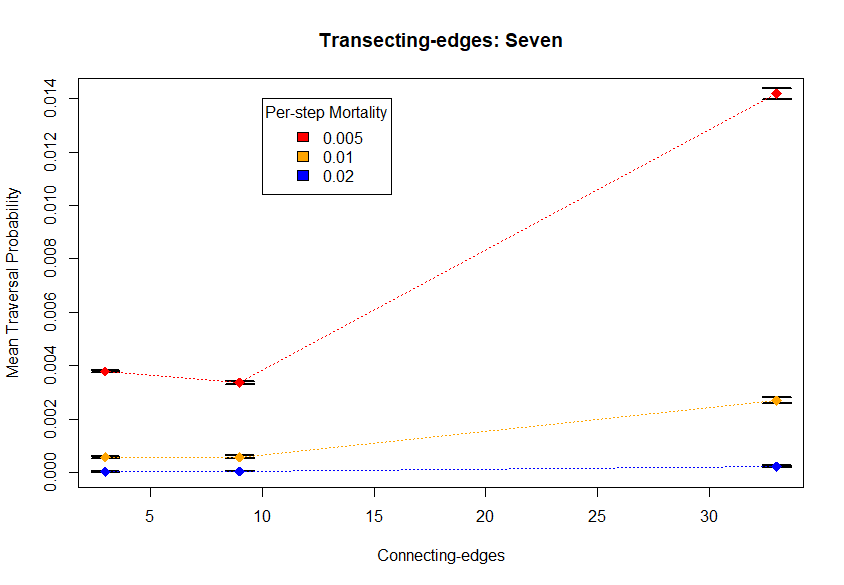 Transecting-edges: Seven
Mean Traversal Probability
0.014
0.012
0.010
0.008
0.006
0.004
0.002
0.000
Per-step Mortality
0.005
0.01
0.02
5 10 15 20 25 30
Connecting-edges